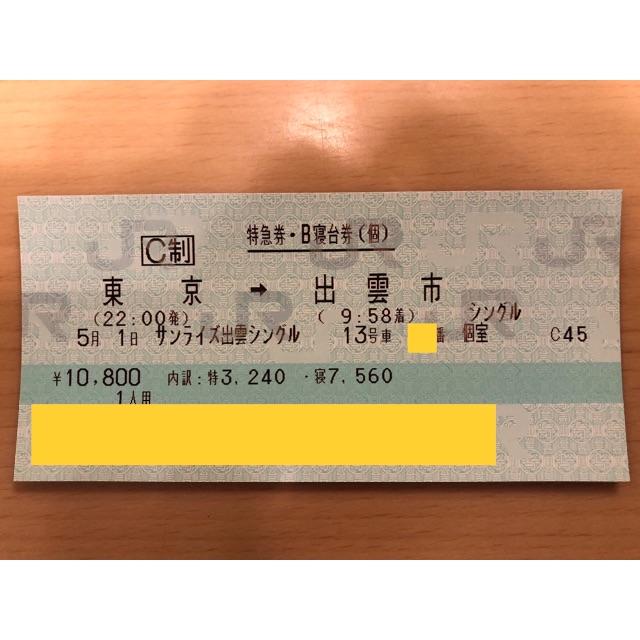 C制 特急券・B寝台券(個)
東京 → 出雲市
(22:00発) ( 9:58着) シングル
5月 1日 サンライズ出雲シングル 13号車 番 個室 C45
¥10,800 内訳:特3,240 ・寝7,560
1人用